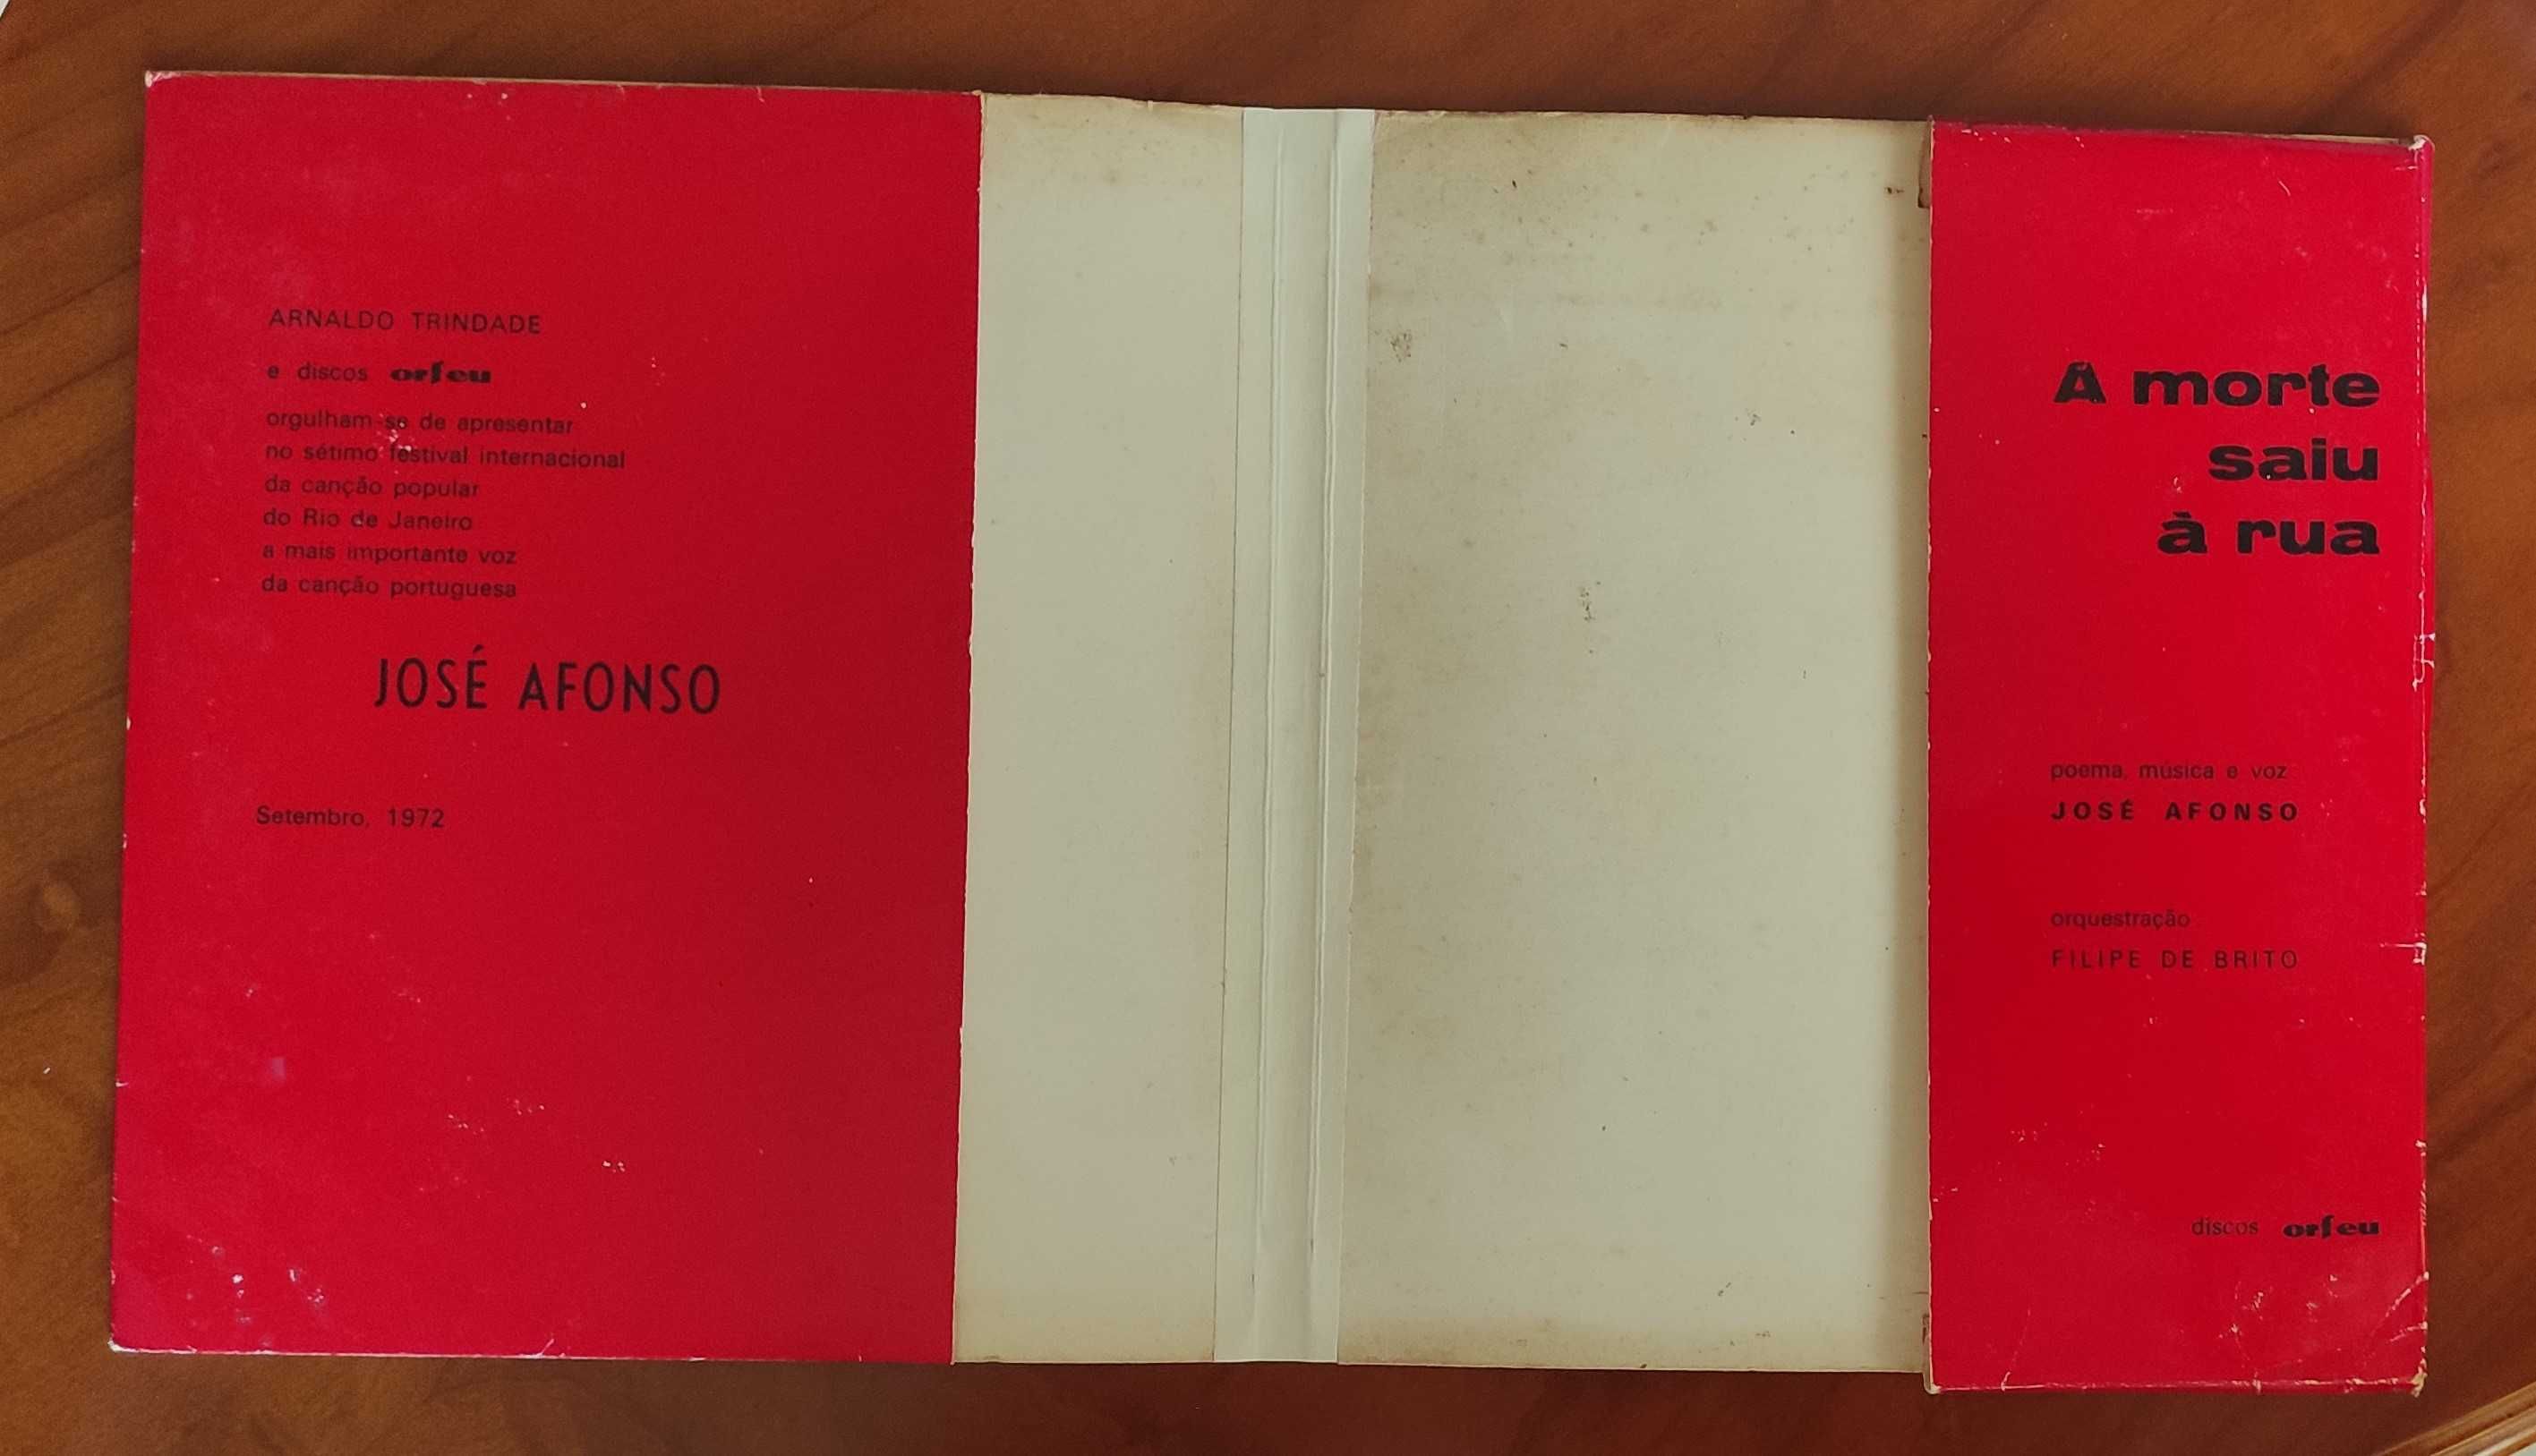 ARNALDO TRINDADE
e discos orfeu
orgulham-se de apresentar
no sétimo festival internacional
da canção popular
do Rio de Janeiro
a mais importante voz
da canção portuguesa
JOSÉ AFONSO
Setembro, 1972
A morte
saiu
à rua
poema, música e voz
JOSÉ AFONSO
orquestração
FILIPE DE BRITO
discos orfeu